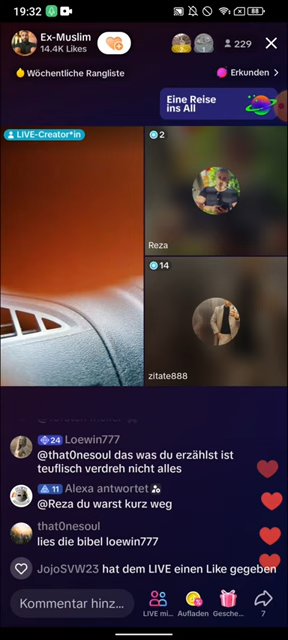 19:32
88
Ex-Muslim
14.4K Likes
229
Wöchentliche Rangliste
Erkunden >
Eine Reise
ins All
LIVE-Creator*in
2
Reza
14
zitate888
24 Loewin777
@that0nesoul das was du erzählst ist
teuflisch verdreh nicht alles
11 Alexa antwortet
@Reza du warst kurz weg
that0nesoul
lies die bibel loewin777
JojoSVW23 hat dem LIVE einen Like gegeben
Kommentar hinz...
LIVE mi...
Aufladen
Gesche...
7